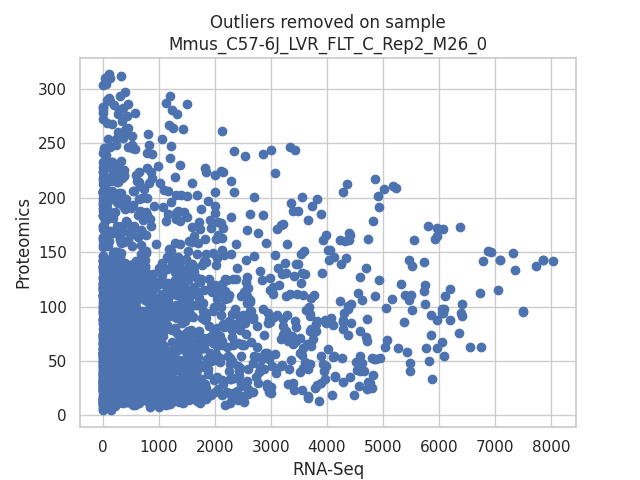 Outliers removed on sample
Mmus_C57-6J_LVR_FLT_C_Rep2_M26_0
300
250
200
150
100
50
0
Proteomics
0 1000 2000 3000 4000 5000 6000 7000 8000
RNA-Seq